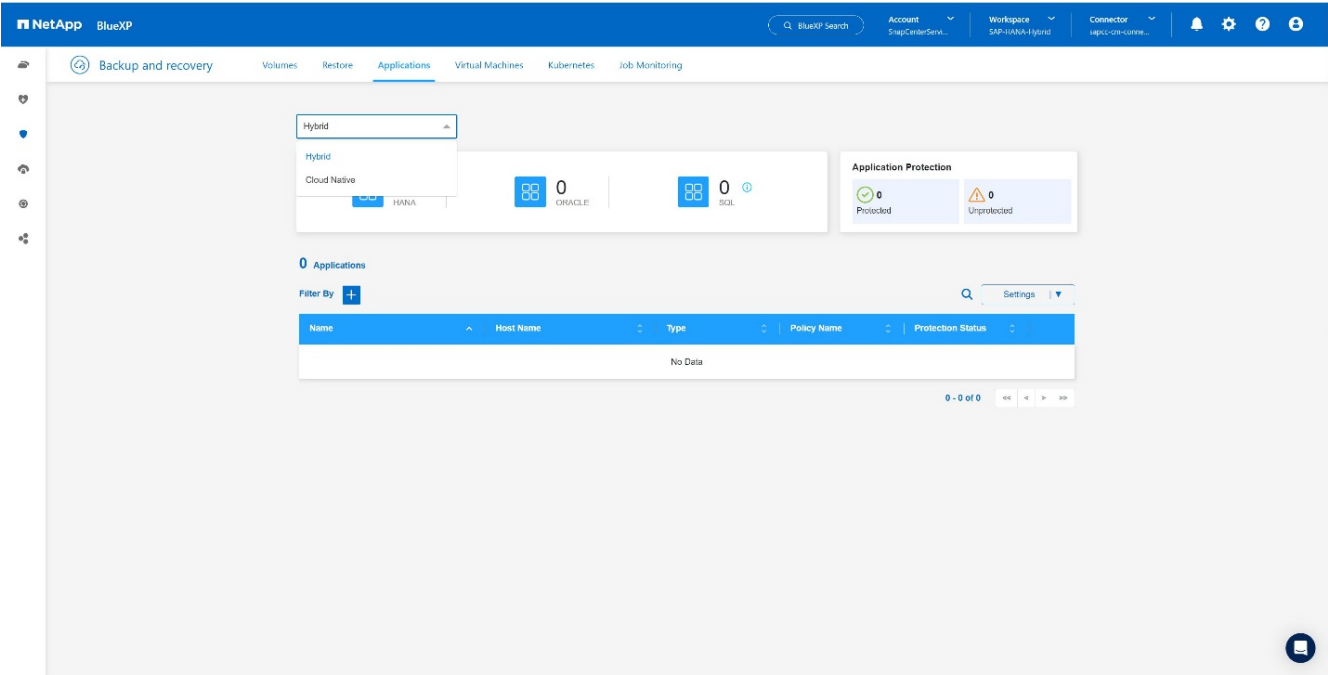 NetApp BlueXP
BlueXP Search
Account
SnapCenterServi...
Workspace
SAP-HANA-Hybrid
Connector
sapcc-cm-conne...
Backup and recovery
Volumes Restore Applications Virtual Machines Kubernetes Job Monitoring
Hybrid
Hybrid
Cloud Native
HANA
0
ORACLE
0
SQL
Application Protection
0
Protected
0
Unprotected
0 Applications
Filter By
Settings
Name Host Name Type Policy Name Protection Status
No Data
0 - 0 of 0